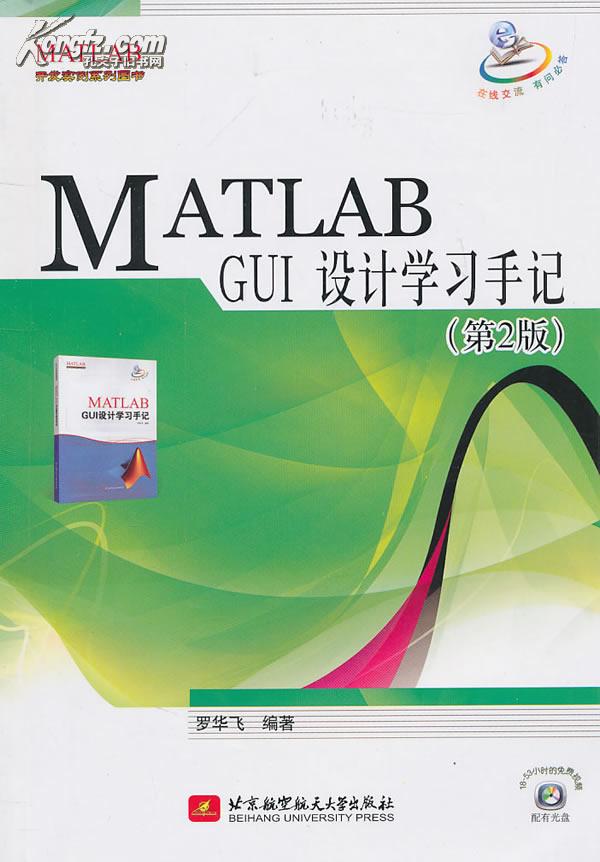 Kongfz.com
孔夫子旧书网
MATLAB
开发实例系列图书
在线交流 有问必答
MATLAB
GUI 设计学习手记
(第2版)
MATLAB
MATLAB
GUI设计学习手记
罗华飞 编著
北京航空航天大学出版社
BEIHANG UNIVERSITY PRESS
18.53小时的免费视频
配有光盘